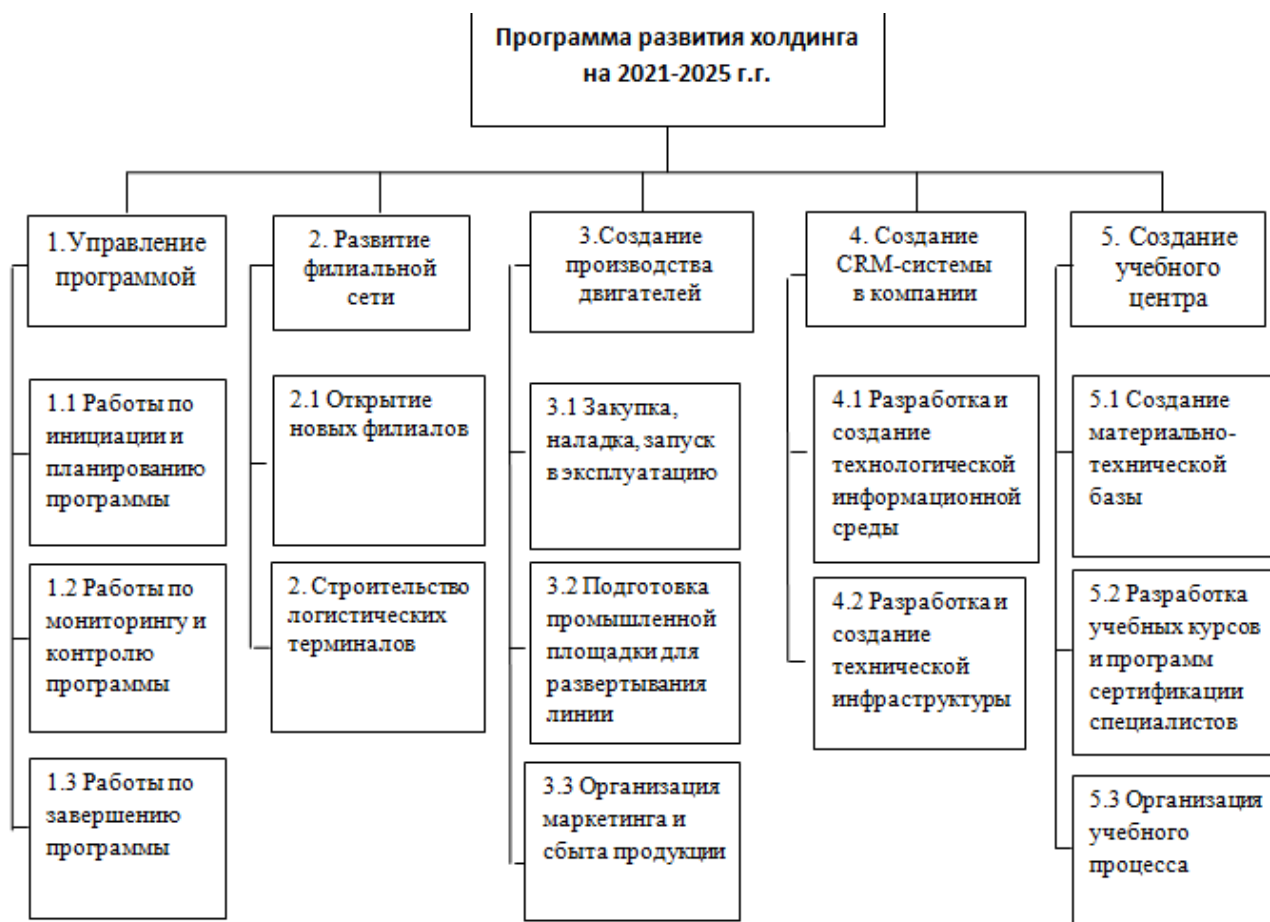 Программа развития холдинга
на 2021-2025 г.г.
1.Управление
программой
1.1 Работы по
инициации и
планированию
программы
1.2 Работы по
мониторингу и
контролю
программы
1.3 Работы по
завершению
программы
2. Развитие
филиальной
сети
2.1 Открытие
новых филиалов
2. Строительство
логистических
терминалов
3.Создание
производства
двигателей
3.1 Закупка,
наладка, запуск
в эксплуатацию
3.2 Подготовка
промышленной
площадки для
развертывания
линии
3.3 Организация
маркетинга и
сбыта продукции
4. Создание
CRM-системы
в компании
4.1 Разработка и
создание
технологической
информационной
среды
4.2 Разработка и
создание
технической
инфраструктуры
5. Создание
учебного
центра
5.1 Создание
материально-
технической
базы
5.2 Разработка
учебных курсов
и программ
сертификации
специалистов
5.3 Организация
учебного
процесса